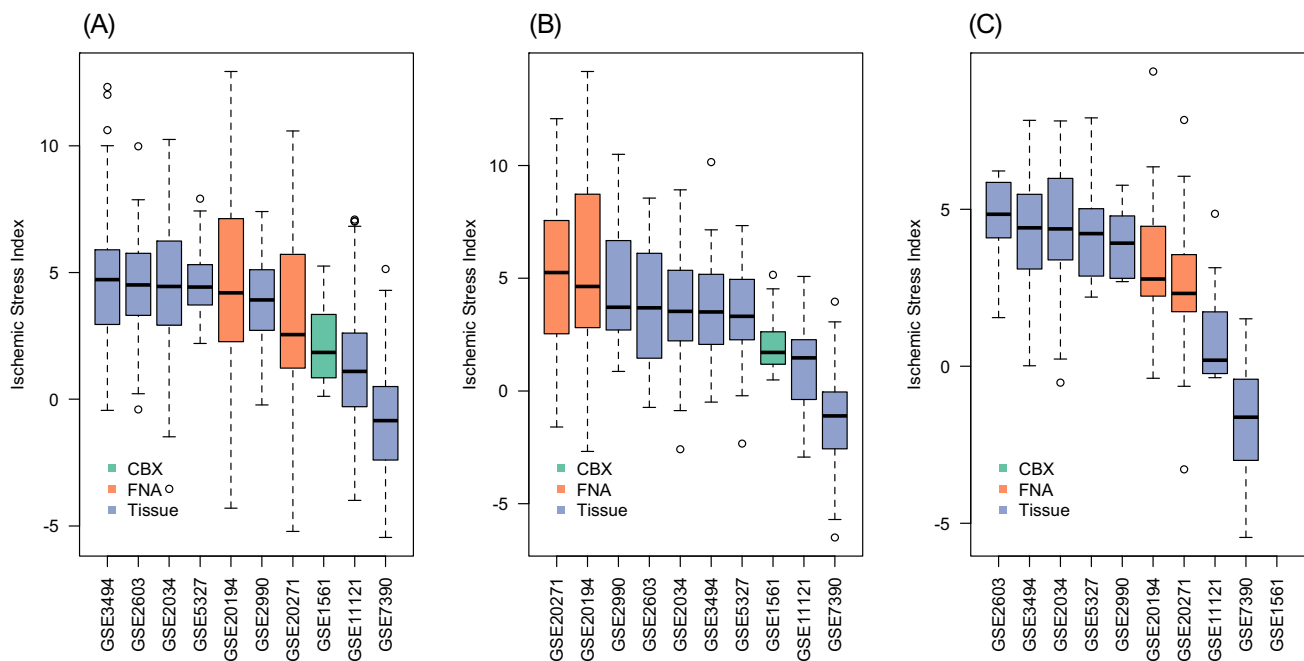 (A)
Ischemic Stress Index
10
5
0
-5
CBX
FNA
Tissue
GSE3494
GSE2603
GSE2034
GSE5327
GSE20194
GSE2990
GSE20271
GSE1561
GSE11121
GSE7390
(B)
Ischemic Stress Index
10
5
0
-5
CBX
FNA
Tissue
GSE20271
GSE20194
GSE2990
GSE2603
GSE2034
GSE3494
GSE5327
GSE1561
GSE11121
GSE7390
(C)
Ischemic Stress Index
5
0
-5
CBX
FNA
Tissue
GSE2603
GSE3494
GSE2034
GSE5327
GSE2990
GSE20194
GSE20271
GSE11121
GSE7390
GSE1561